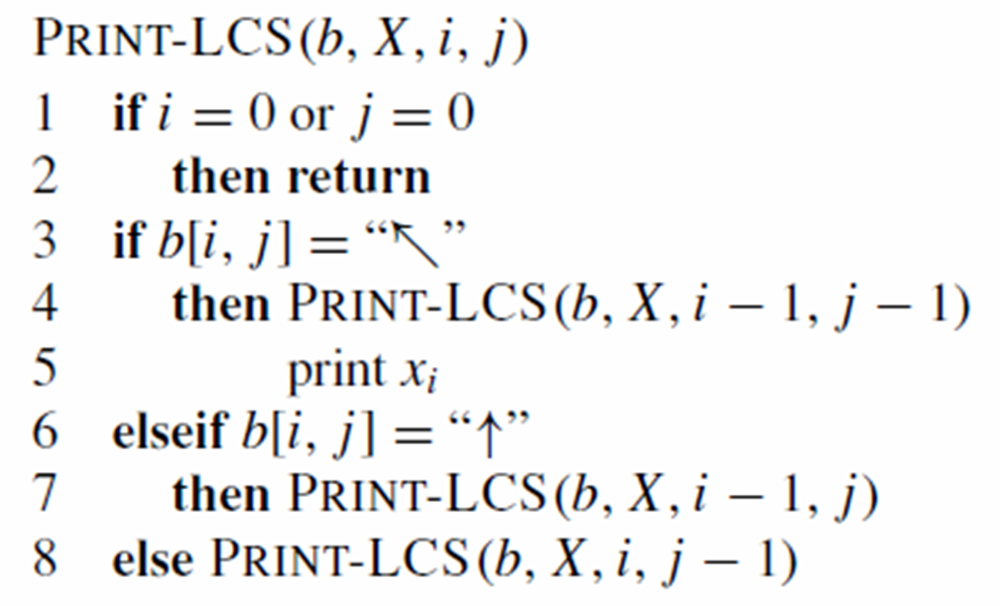 PRINT-LCS(b, X, i, j)
1 if i = 0 or j = 0
2 then return
3 if b[i, j] = “↖”
4 then PRINT-LCS(b, X, i − 1, j − 1)
5 print xᵢ
6 elseif b[i, j] = “↑”
7 then PRINT-LCS(b, X, i − 1, j)
8 else PRINT-LCS(b, X, i, j − 1)